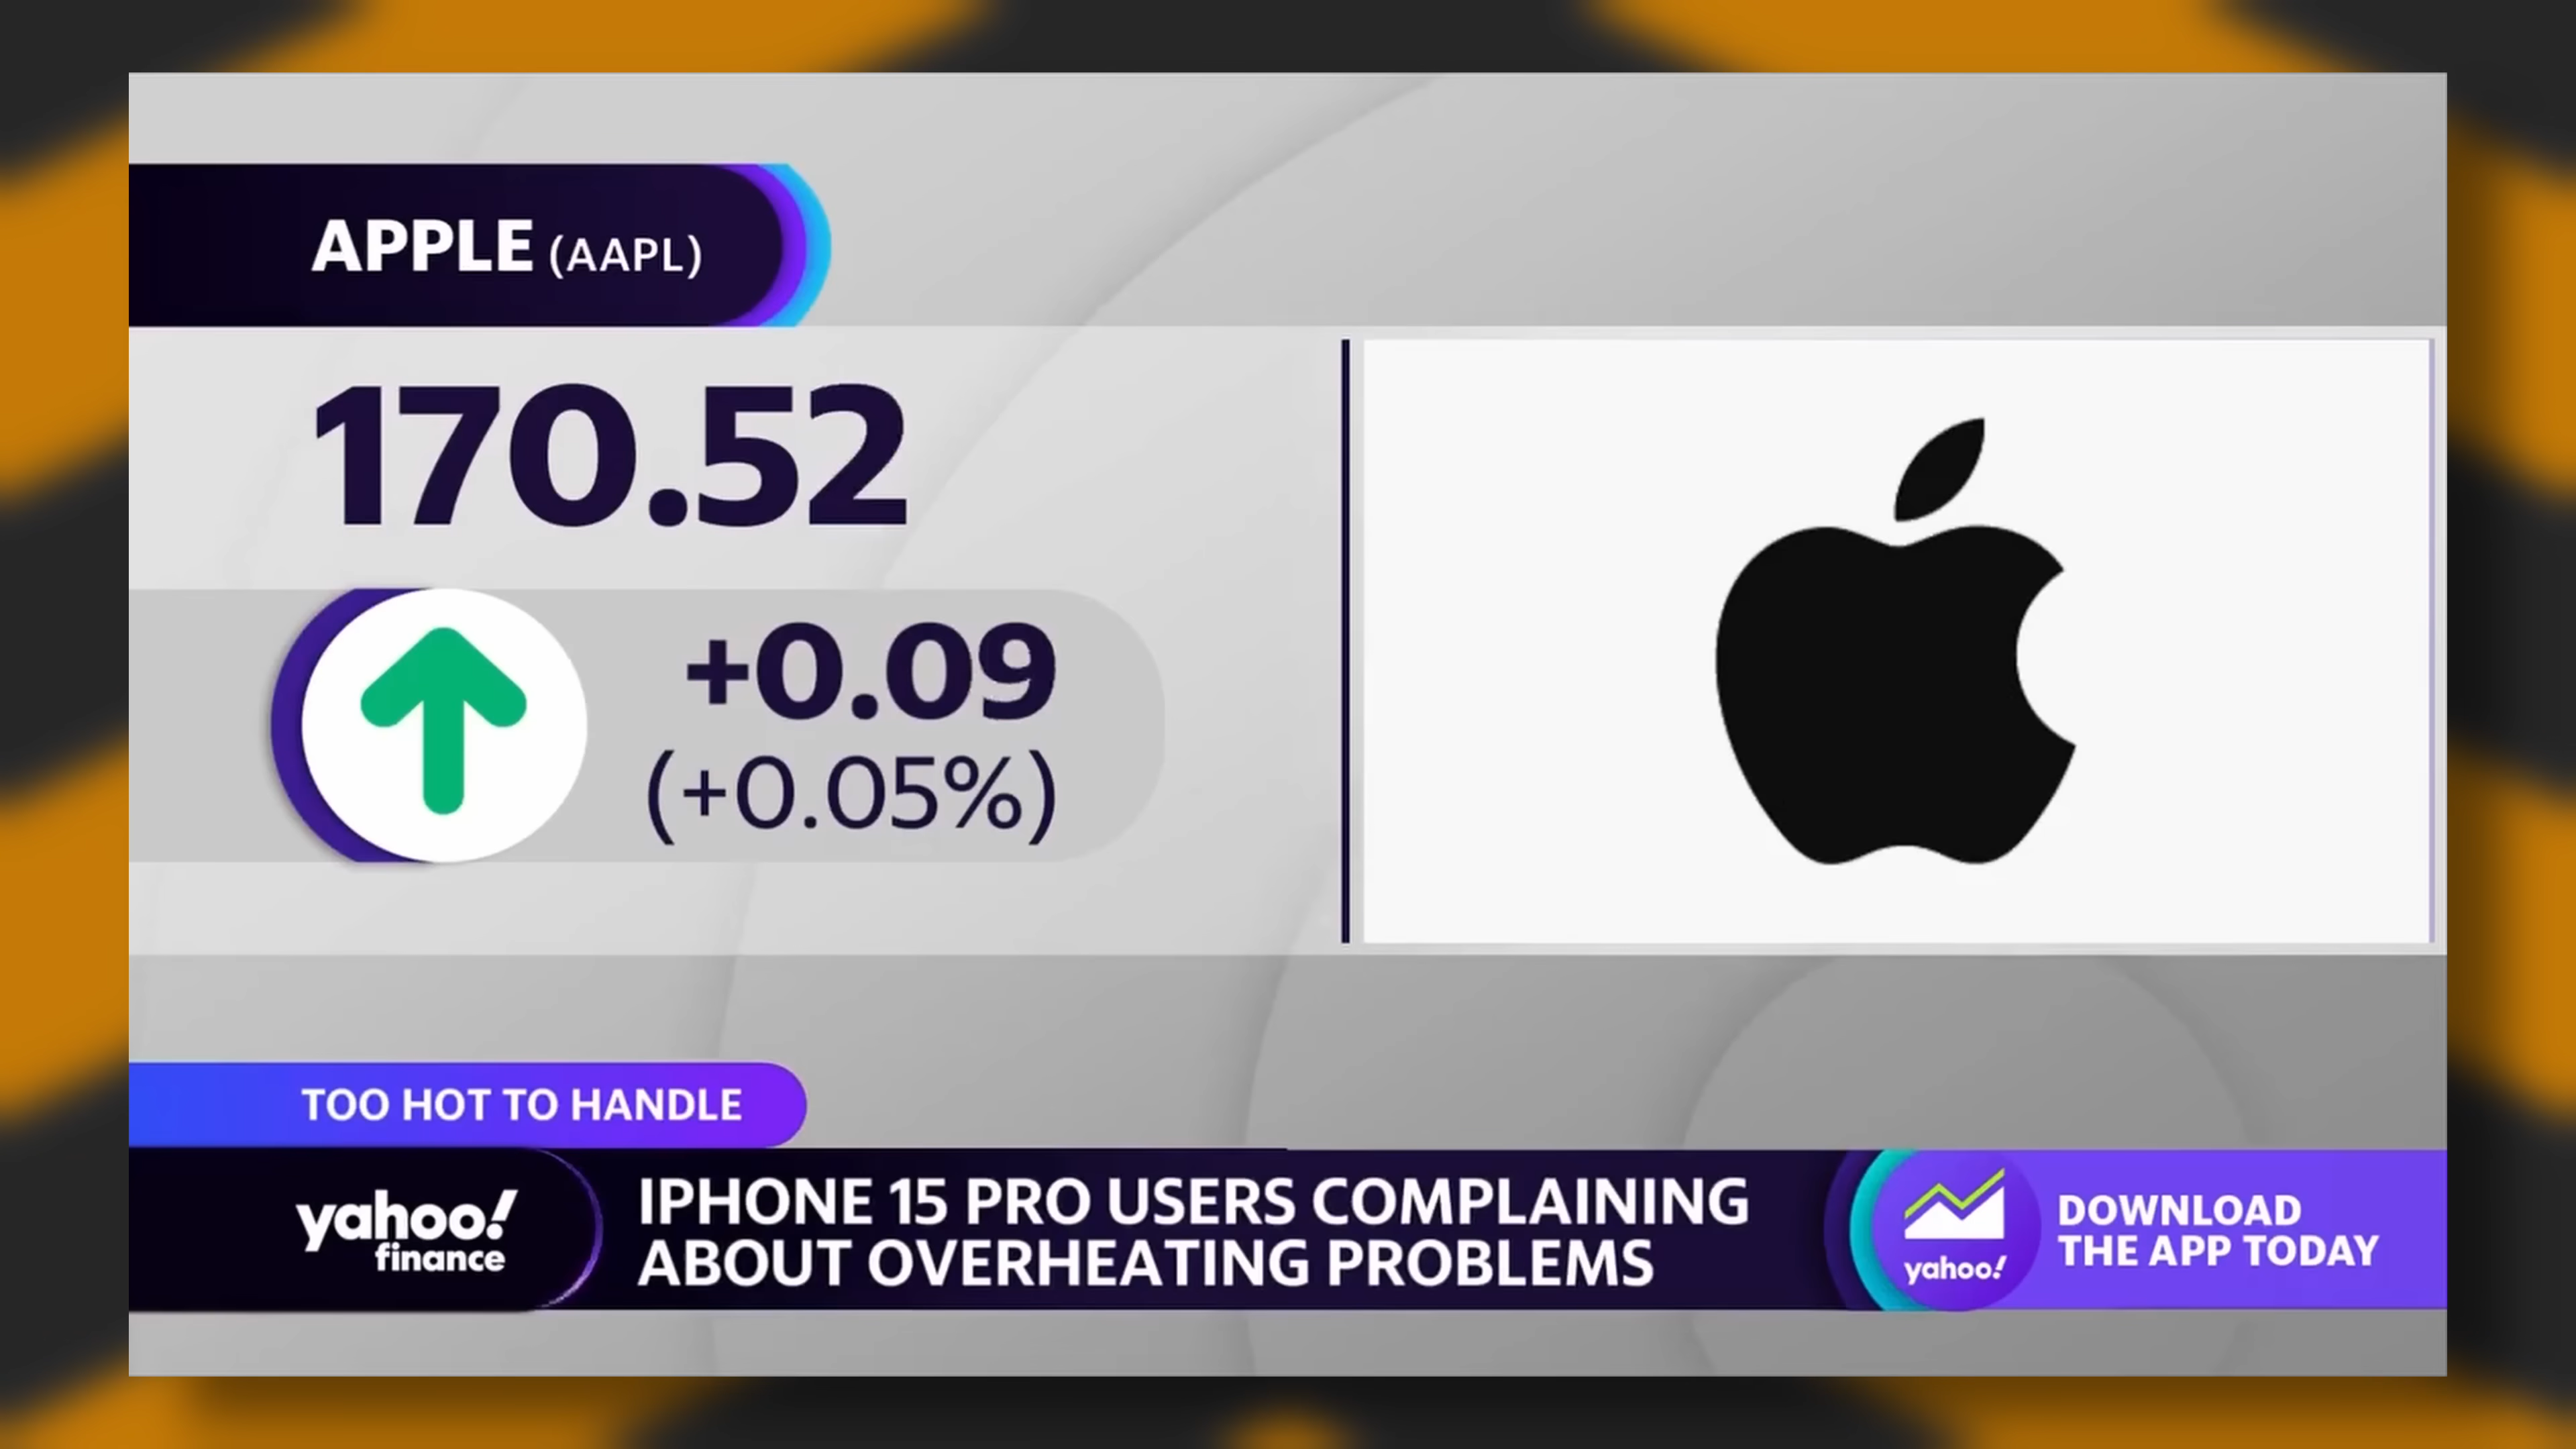 APPLE (AAPL)
170.52
+0.09
(+0.05%)
TOO HOT TO HANDLE
yahoo!
finance
IPHONE 15 PRO USERS COMPLAINING
ABOUT OVERHEATING PROBLEMS
yahoo!
DOWNLOAD
THE APP TODAY